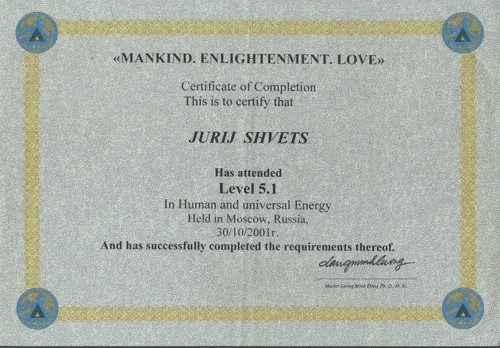 «MANKIND. ENLIGHTENMENT. LOVE»
Certificate of Completion
This is to certify that
JURIJ SHVETS
Has attended
Level 5.1
In Human and universal Energy
Held in Moscow, Russia,
30/10/2001г.
And has successfully completed the requirements thereof.
Master Luong Minh Dang Ph. D., D. Sc.